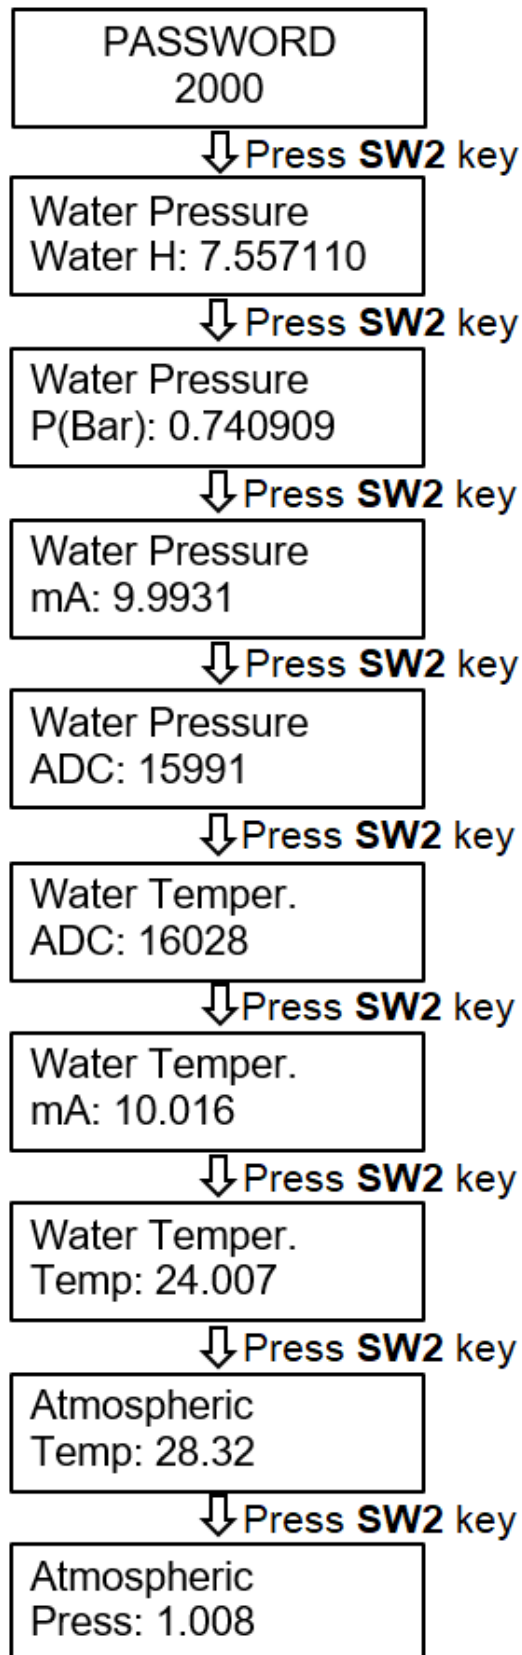 PASSWORD
2000
Press SW2 key
Water Pressure
Water H: 7.557110
Press SW2 key
Water Pressure
P(Bar): 0.740909
Press SW2 key
Water Pressure
mA: 9.9931
Press SW2 key
Water Pressure
ADC: 15991
Press SW2 key
Water Temper.
ADC: 16028
Press SW2 key
Water Temper.
mA: 10.016
Press SW2 key
Water Temper.
Temp: 24.007
Press SW2 key
Atmospheric
Temp: 28.32
Press SW2 key
Atmospheric
Press: 1.008